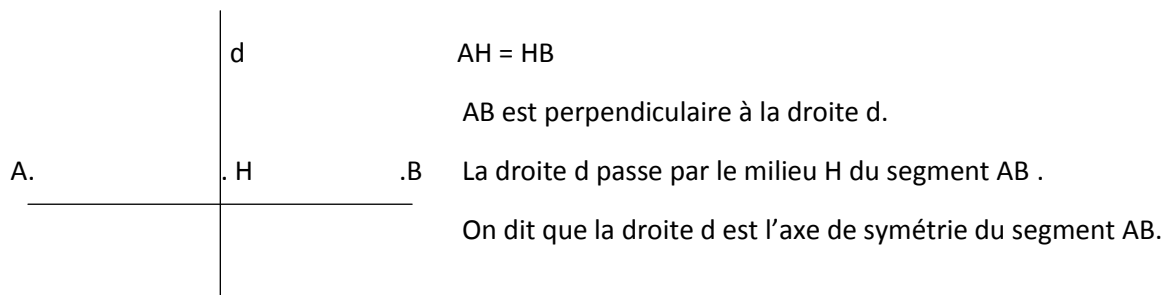 d AH = HB
AB est perpendiculaire à la droite d.
A. . H .B La droite d passe par le milieu H du segment AB .
On dit que la droite d est l’axe de symétrie du segment AB.